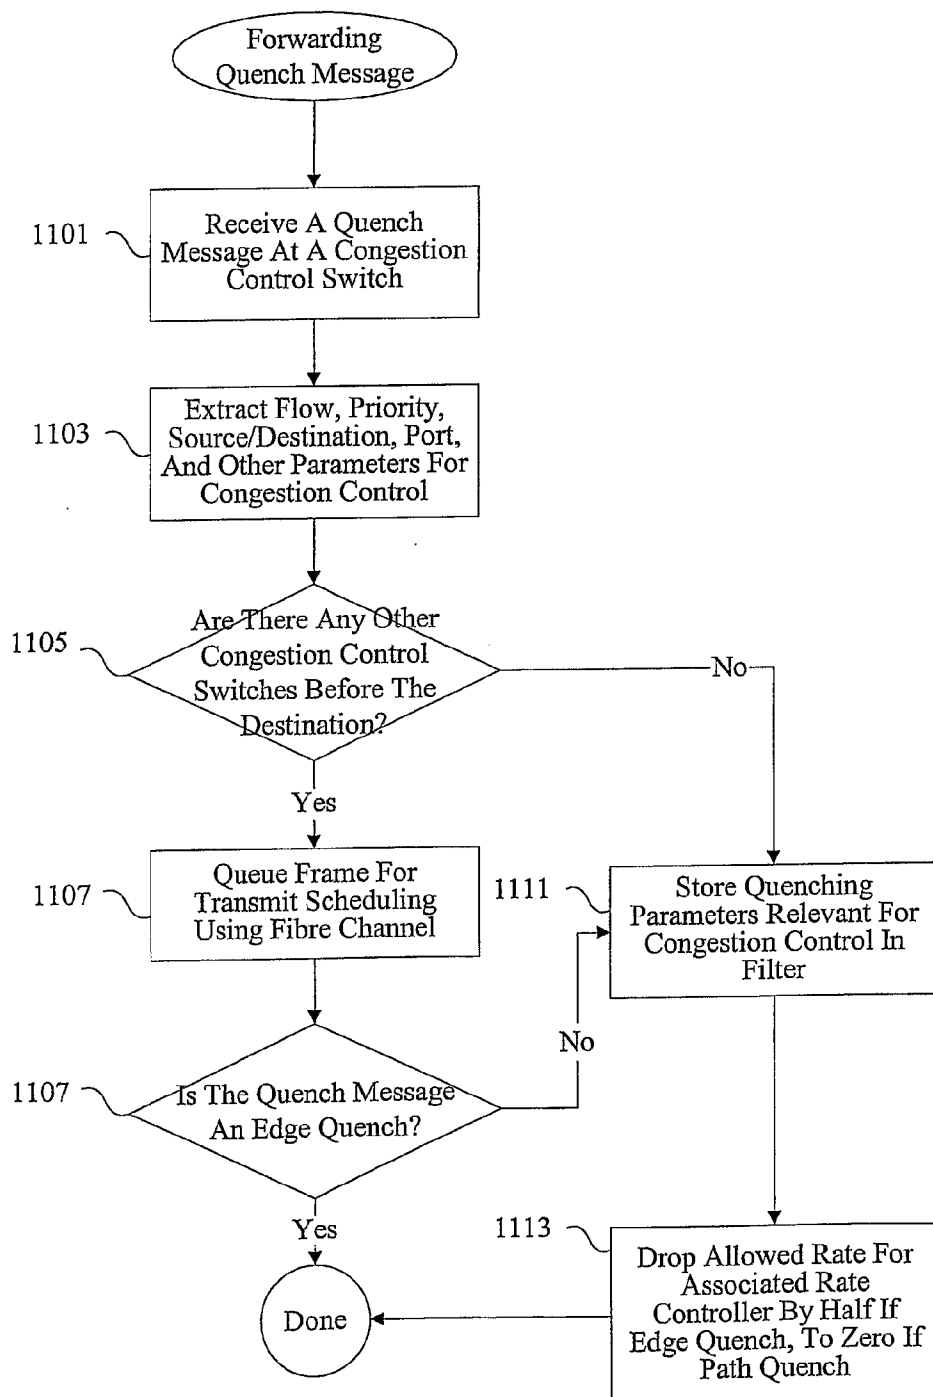 Forwarding
Quench Message
1101
Receive A Quench
Message At A Congestion
Control Switch
1103
Extract Flow, Priority,
Source/Destination, Port,
And Other Parameters For
Congestion Control
1105
Are There Any Other
Congestion Control
Switches Before The
Destination?
No
Yes
1107
Queue Frame For
Transmit Scheduling
Using Fibre Channel
1111
Store Quenching
Parameters Relevant For
Congestion Control In
Filter
No
1107
Is The Quench Message
An Edge Quench?
Yes
Done
1113
Drop Allowed Rate For
Associated Rate
Controller By Half If
Edge Quench, To Zero If
Path Quench